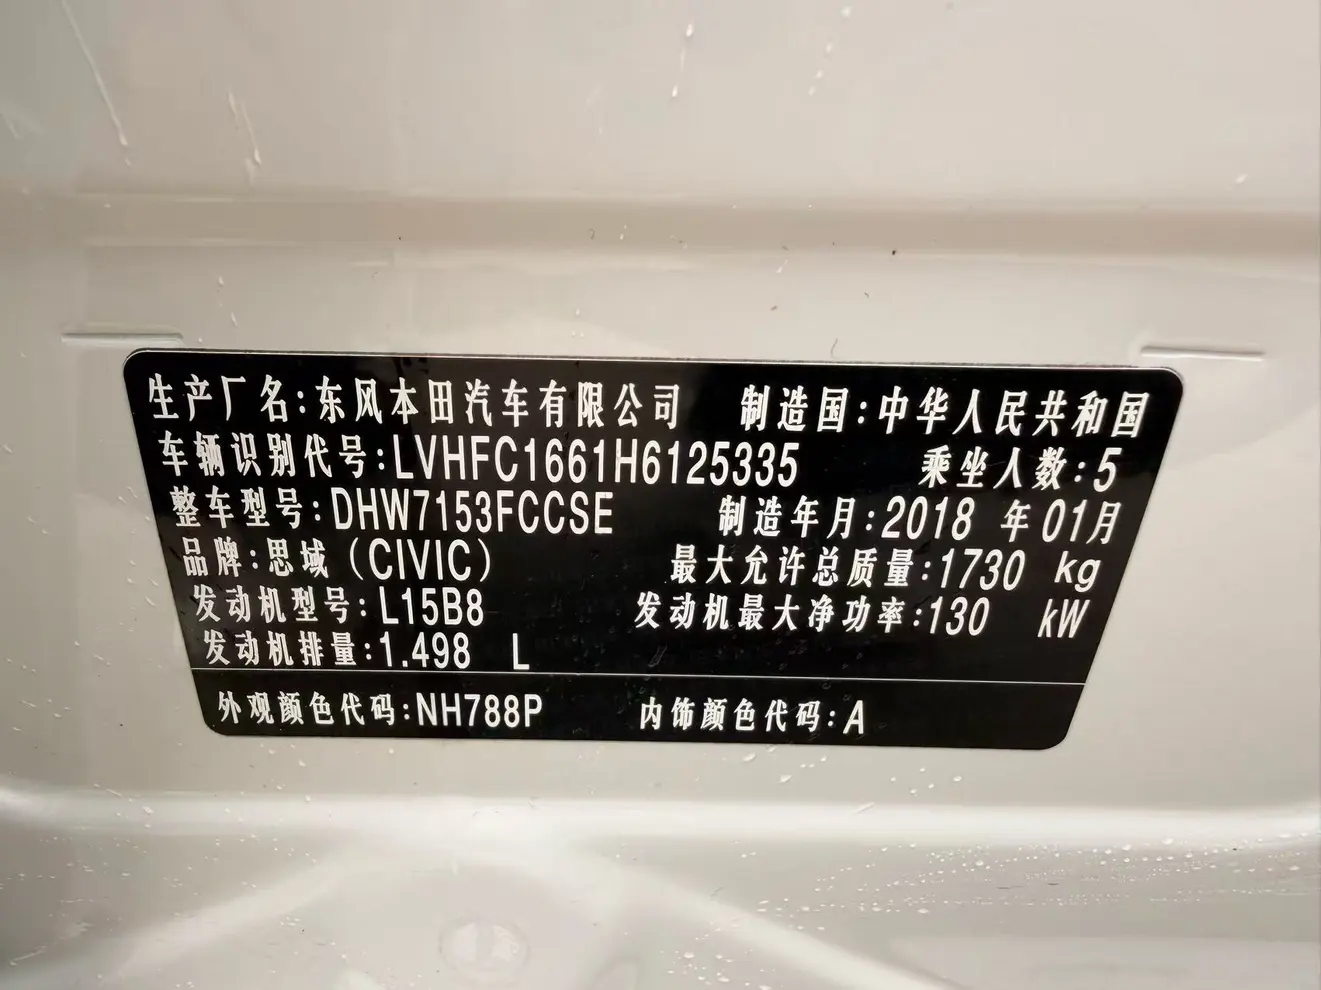 生产厂名:东风本田汽车有限公司 制造国:中华人民共和国
车辆识别代号:LVHFC1661H6125335 乘坐人数:5
整车型号:DHW7153FCCSE 制造年月:2018 年 01月
品牌:思域（CIVIC） 最大允许总质量:1730 kg
发动机型号:L15B8 发动机最大净功率:130 kW
发动机排量:1.498 L
外观颜色代码:NH788P 内饰颜色代码:A